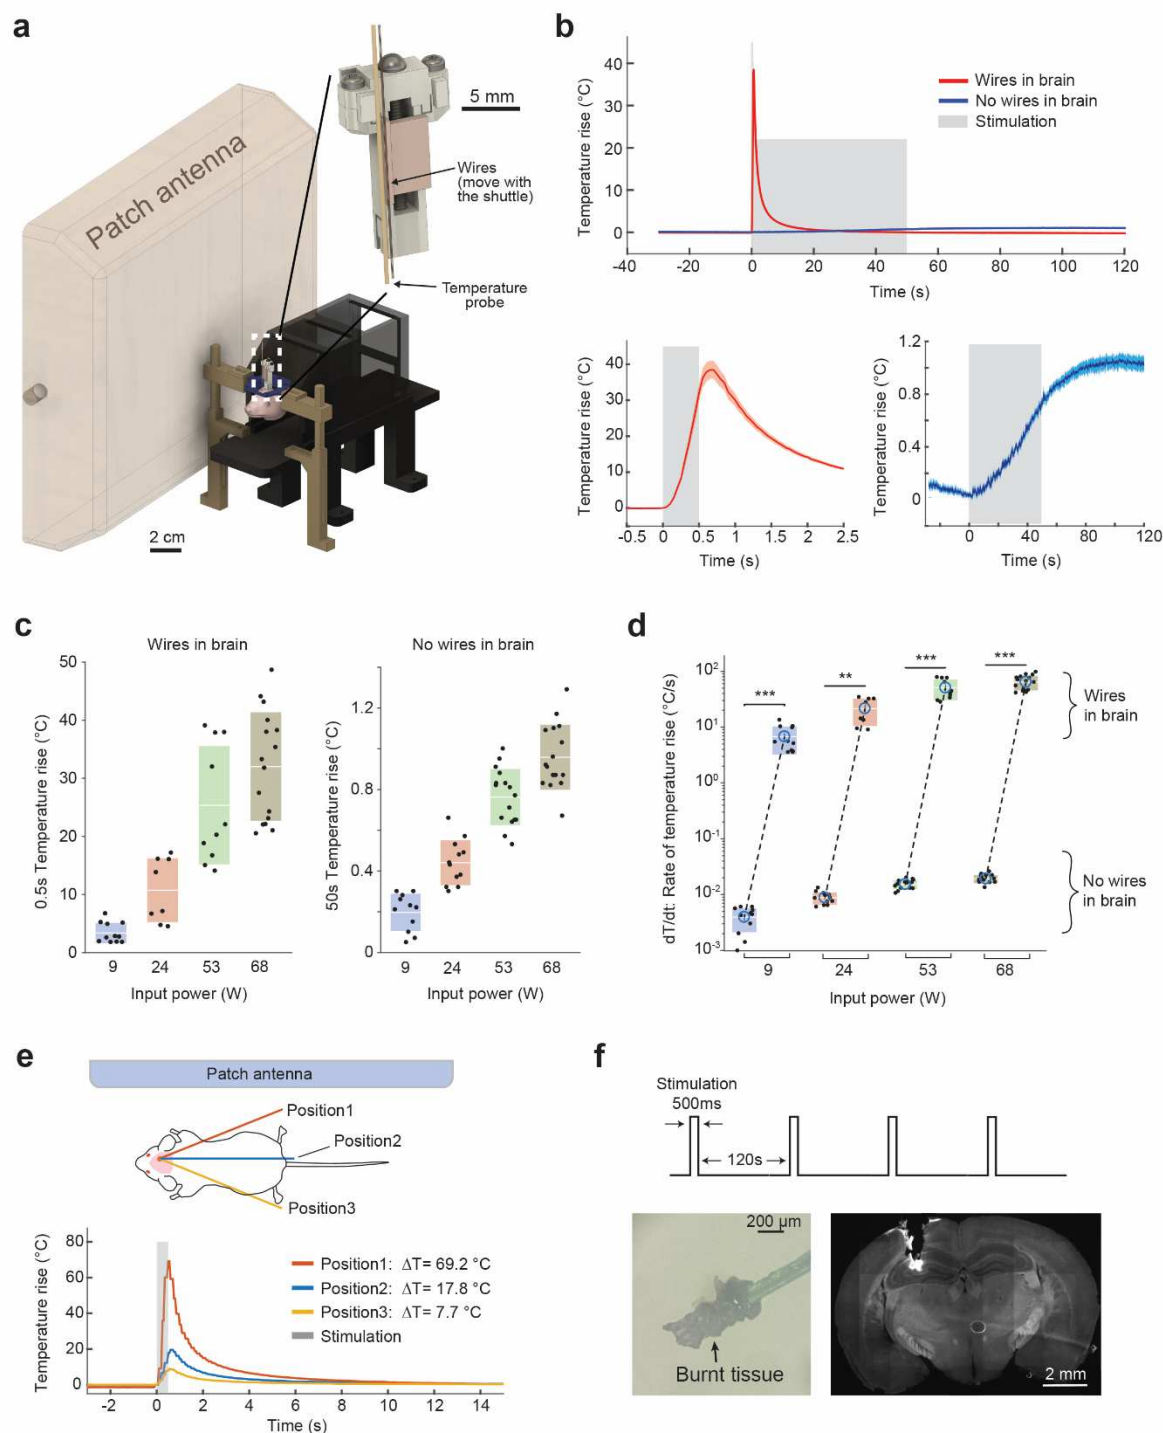 a
Patch antenna
5 mm
Wires
(move with
the shuttle)
Temperature
probe
2 cm
b
Temperature rise (°C)
40
30
20
10
0
Wires in brain
No wires in brain
Stimulation
-40
-20
0
20
40
60
80
100
120
Time (s)
Temperature rise (°C)
40
30
20
10
0
-0.5
0
0.5
1
1.5
2
2.5
Time (s)
Temperature rise (°C)
1.2
0.8
0.4
0
0
40
80
120
Time (s)
c
Wires in brain
0.5s Temperature rise (°C)
50
40
30
20
10
0
9
24
53
68
Input power (W)
No wires in brain
50s Temperature rise (°C)
1.2
0.8
0.4
0
9
24
53
68
Input power (W)
d
dT/dt: Rate of temperature rise (°C/s)
10²
10¹
10⁰
10⁻¹
10⁻²
10⁻³
***
**
***
***
Wires
in brain
No wires
in brain
9
24
53
68
Input power (W)
e
Patch antenna
Position1
Position2
Position3
Temperature rise (°C)
80
60
40
20
0
Position1: ΔT= 69.2 °C
Position2: ΔT= 17.8 °C
Position3: ΔT= 7.7 °C
Stimulation
-2
0
2
4
6
8
10
12
14
Time (s)
f
Stimulation
500ms
120s
200 µm
Burnt tissue
2 mm